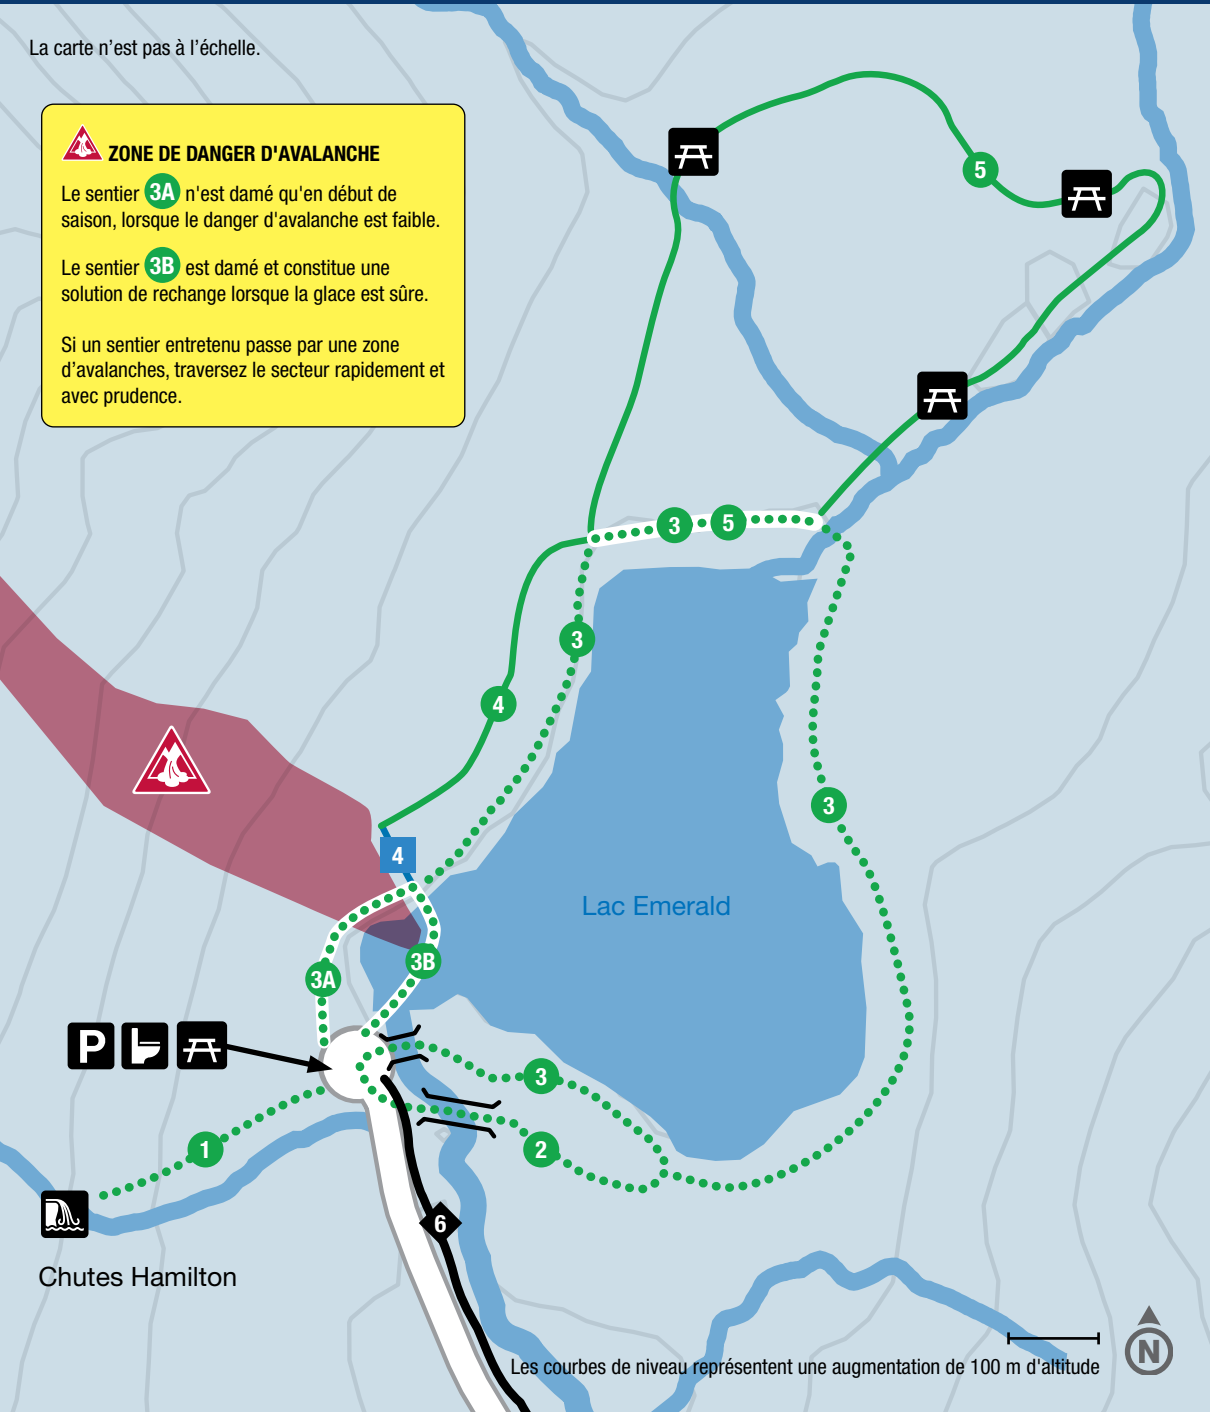 La carte n'est pas à l'échelle.
ZONE DE DANGER D'AVALANCHE
Le sentier 3A n'est damé qu'en début de
saison, lorsque le danger d'avalanche est faible.
Le sentier 3B est damé et constitue une
solution de rechange lorsque la glace est sûre.
Si un sentier entretenu passe par une zone
d'avalanches, traversez le secteur rapidement et
avec prudence.
5
3 5
3
4
3
4
Lac Emerald
3B
3A
P
3
1
2
6
Chutes Hamilton
N
Les courbes de niveau représentent une augmentation de 100 m d'altitude